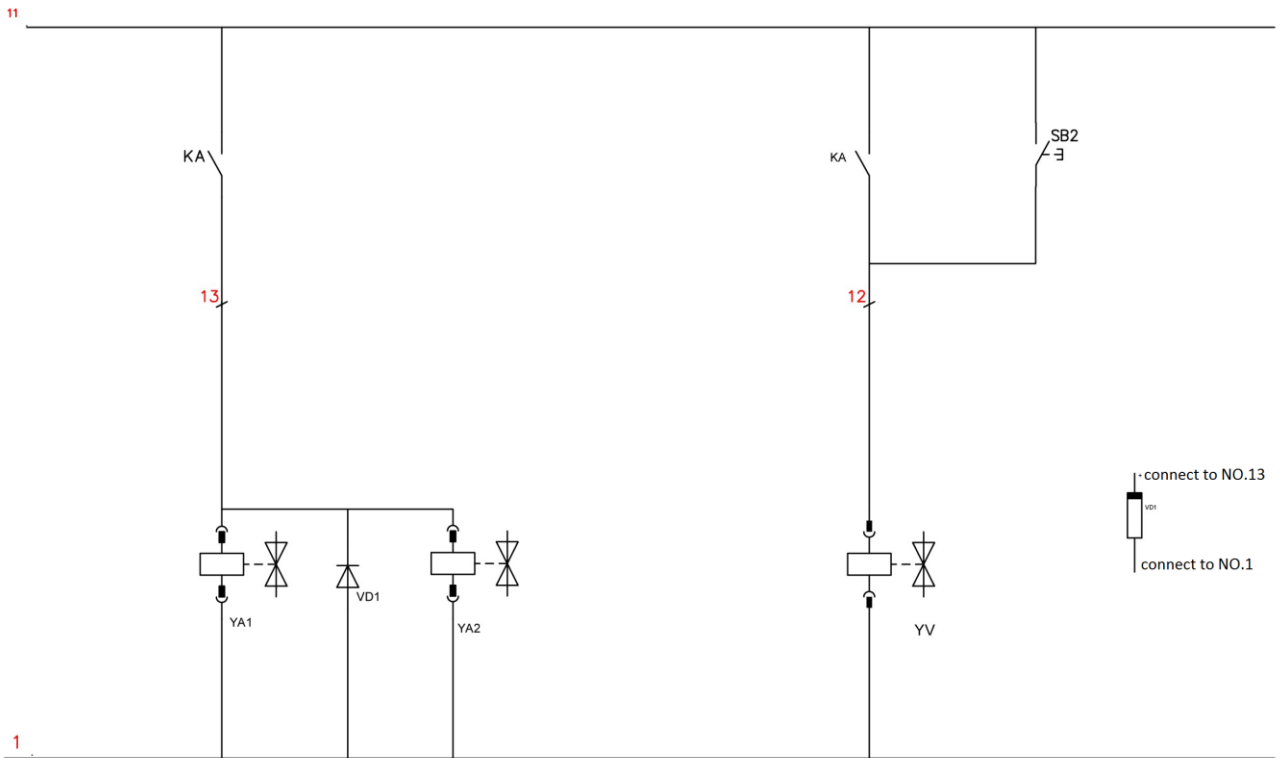 11
KA
KA
SB2
13
12
connect to NO.13
VD1
connect to NO.1
VD1
YA1
YA2
YV
1